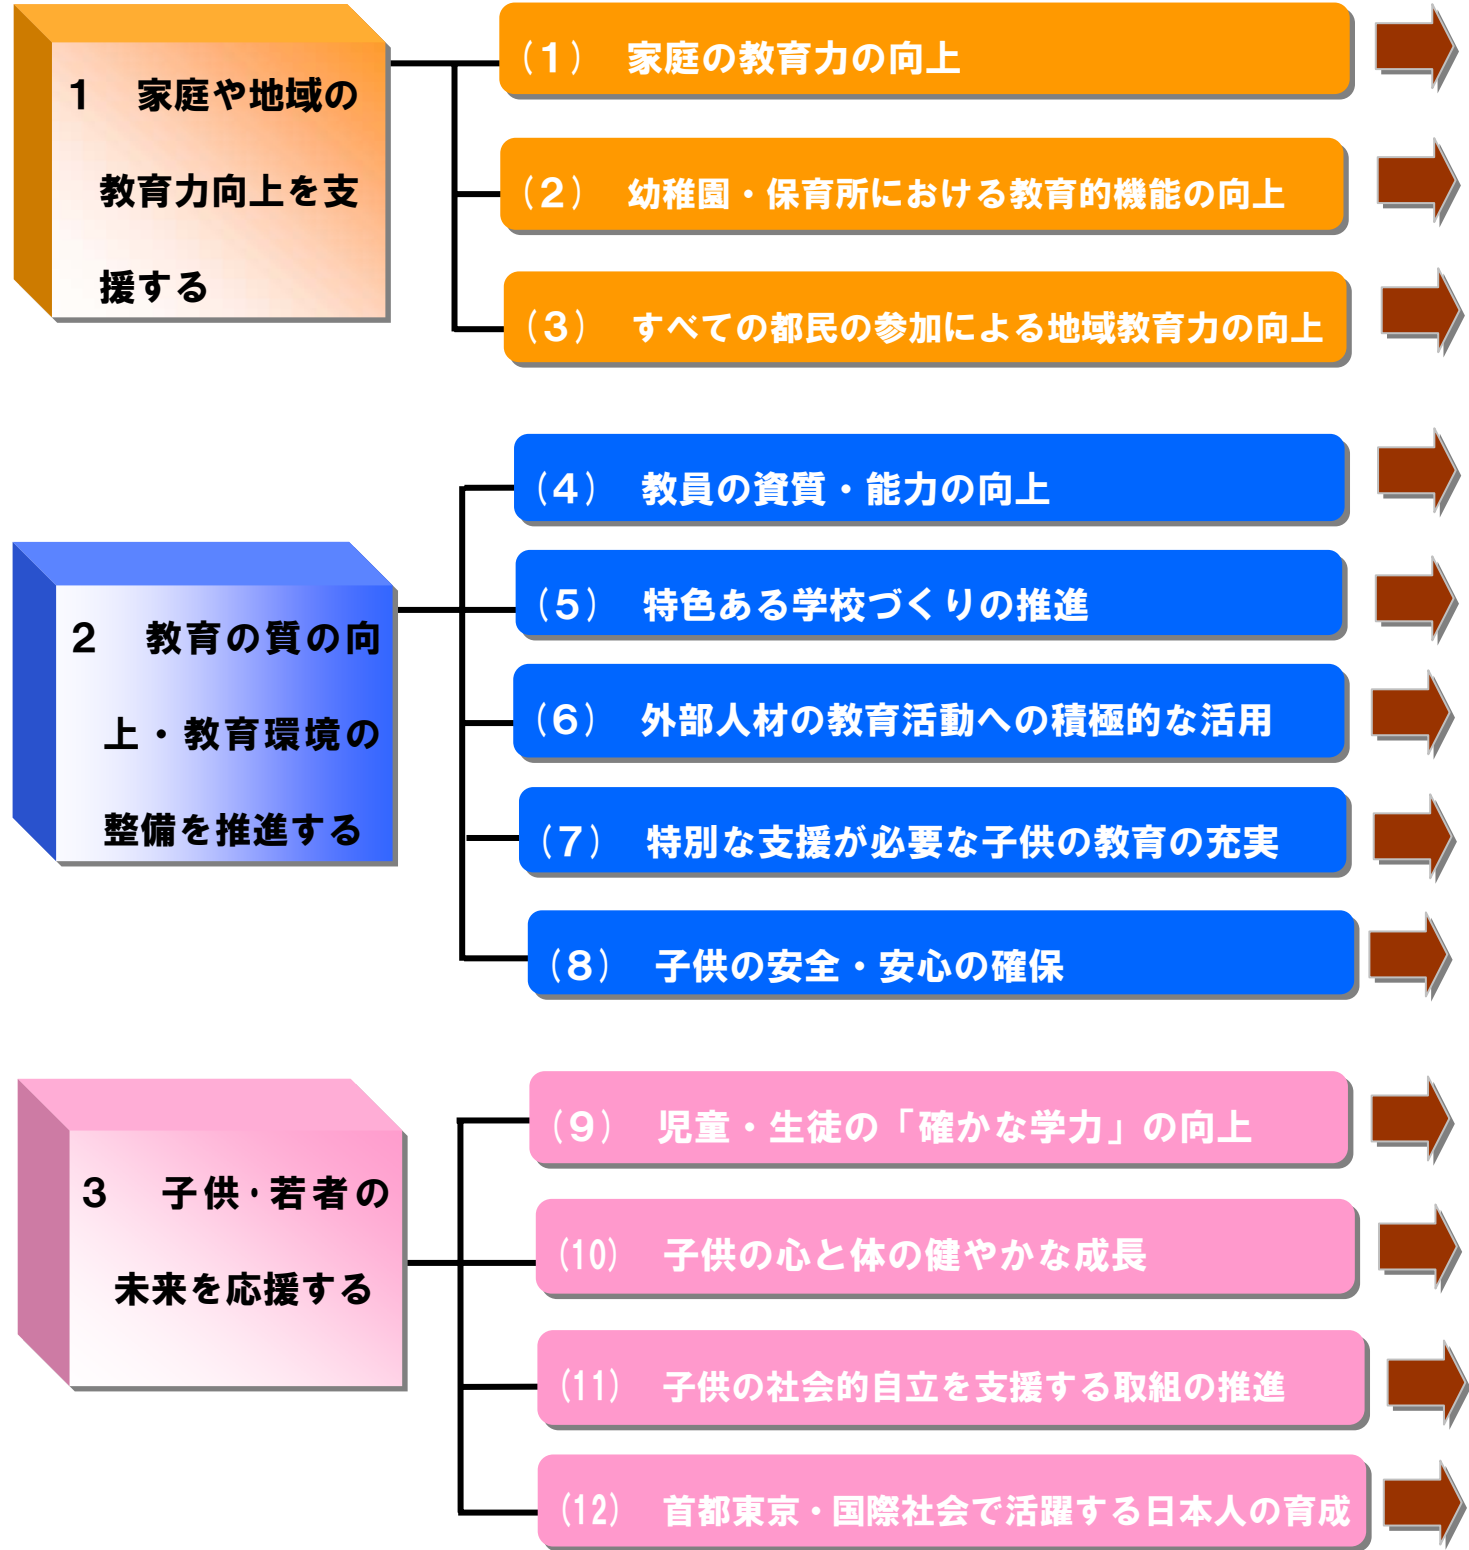 1 家庭や地域の
教育力向上を支
援する
(1) 家庭の教育力の向上
(2) 幼稚園・保育所における教育的機能の向上
(3) すべての都民の参加による地域教育力の向上
2 教育の質の向
上・教育環境の
整備を推進する
(4) 教員の資質・能力の向上
(5) 特色ある学校づくりの推進
(6) 外部人材の教育活動への積極的な活用
(7) 特別な支援が必要な子供の教育の充実
(8) 子供の安全・安心の確保
3 子供・若者の
未来を応援する
(9) 児童・生徒の「確かな学力」の向上
(10) 子供の心と体の健やかな成長
(11) 子供の社会的自立を支援する取組の推進
(12) 首都東京・国際社会で活躍する日本人の育成